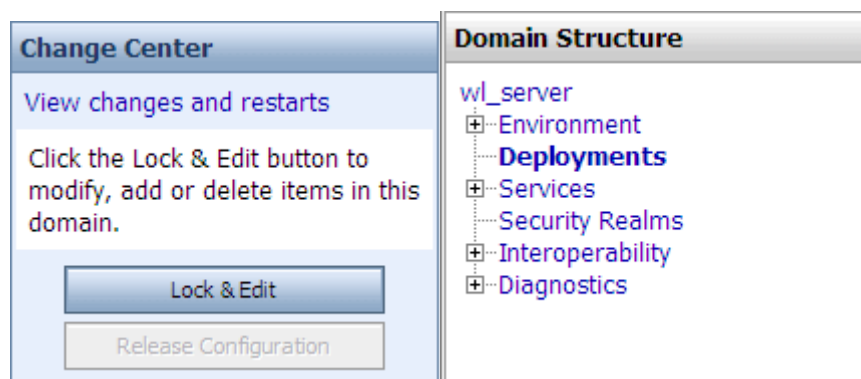 Change Center
View changes and restarts
Click the Lock & Edit button to
modify, add or delete items in this
domain.
Lock & Edit
Release Configuration
Domain Structure
wl_server
Environment
Deployments
Services
Security Realms
Interoperability
Diagnostics